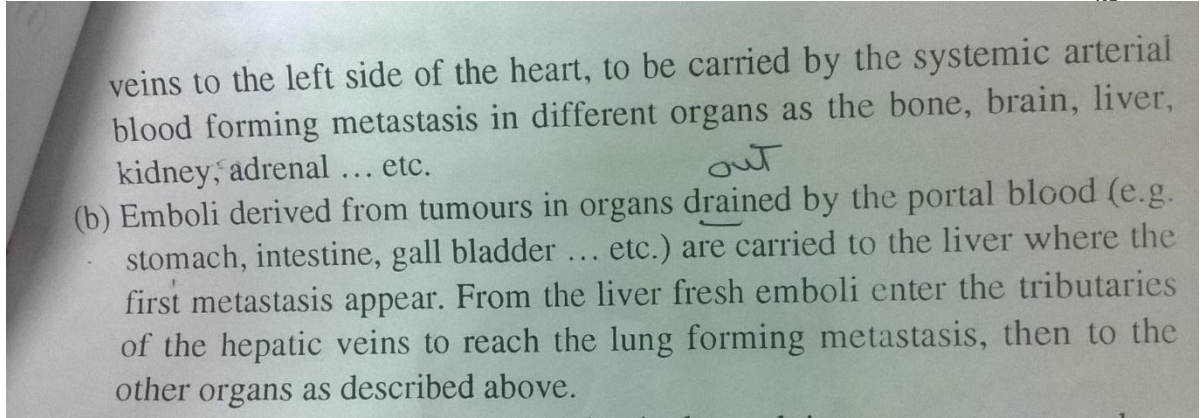 veins to the left side of the heart, to be carried by the systemic arterial
blood forming metastasis in different organs as the bone, brain, liver,
kidney, adrenal ... etc.
out
(b) Emboli derived from tumours in organs drained by the portal blood (e.g.
stomach, intestine, gall bladder ... etc.) are carried to the liver where the
first metastasis appear. From the liver fresh emboli enter the tributaries
of the hepatic veins to reach the lung forming metastasis, then to the
other organs as described above.